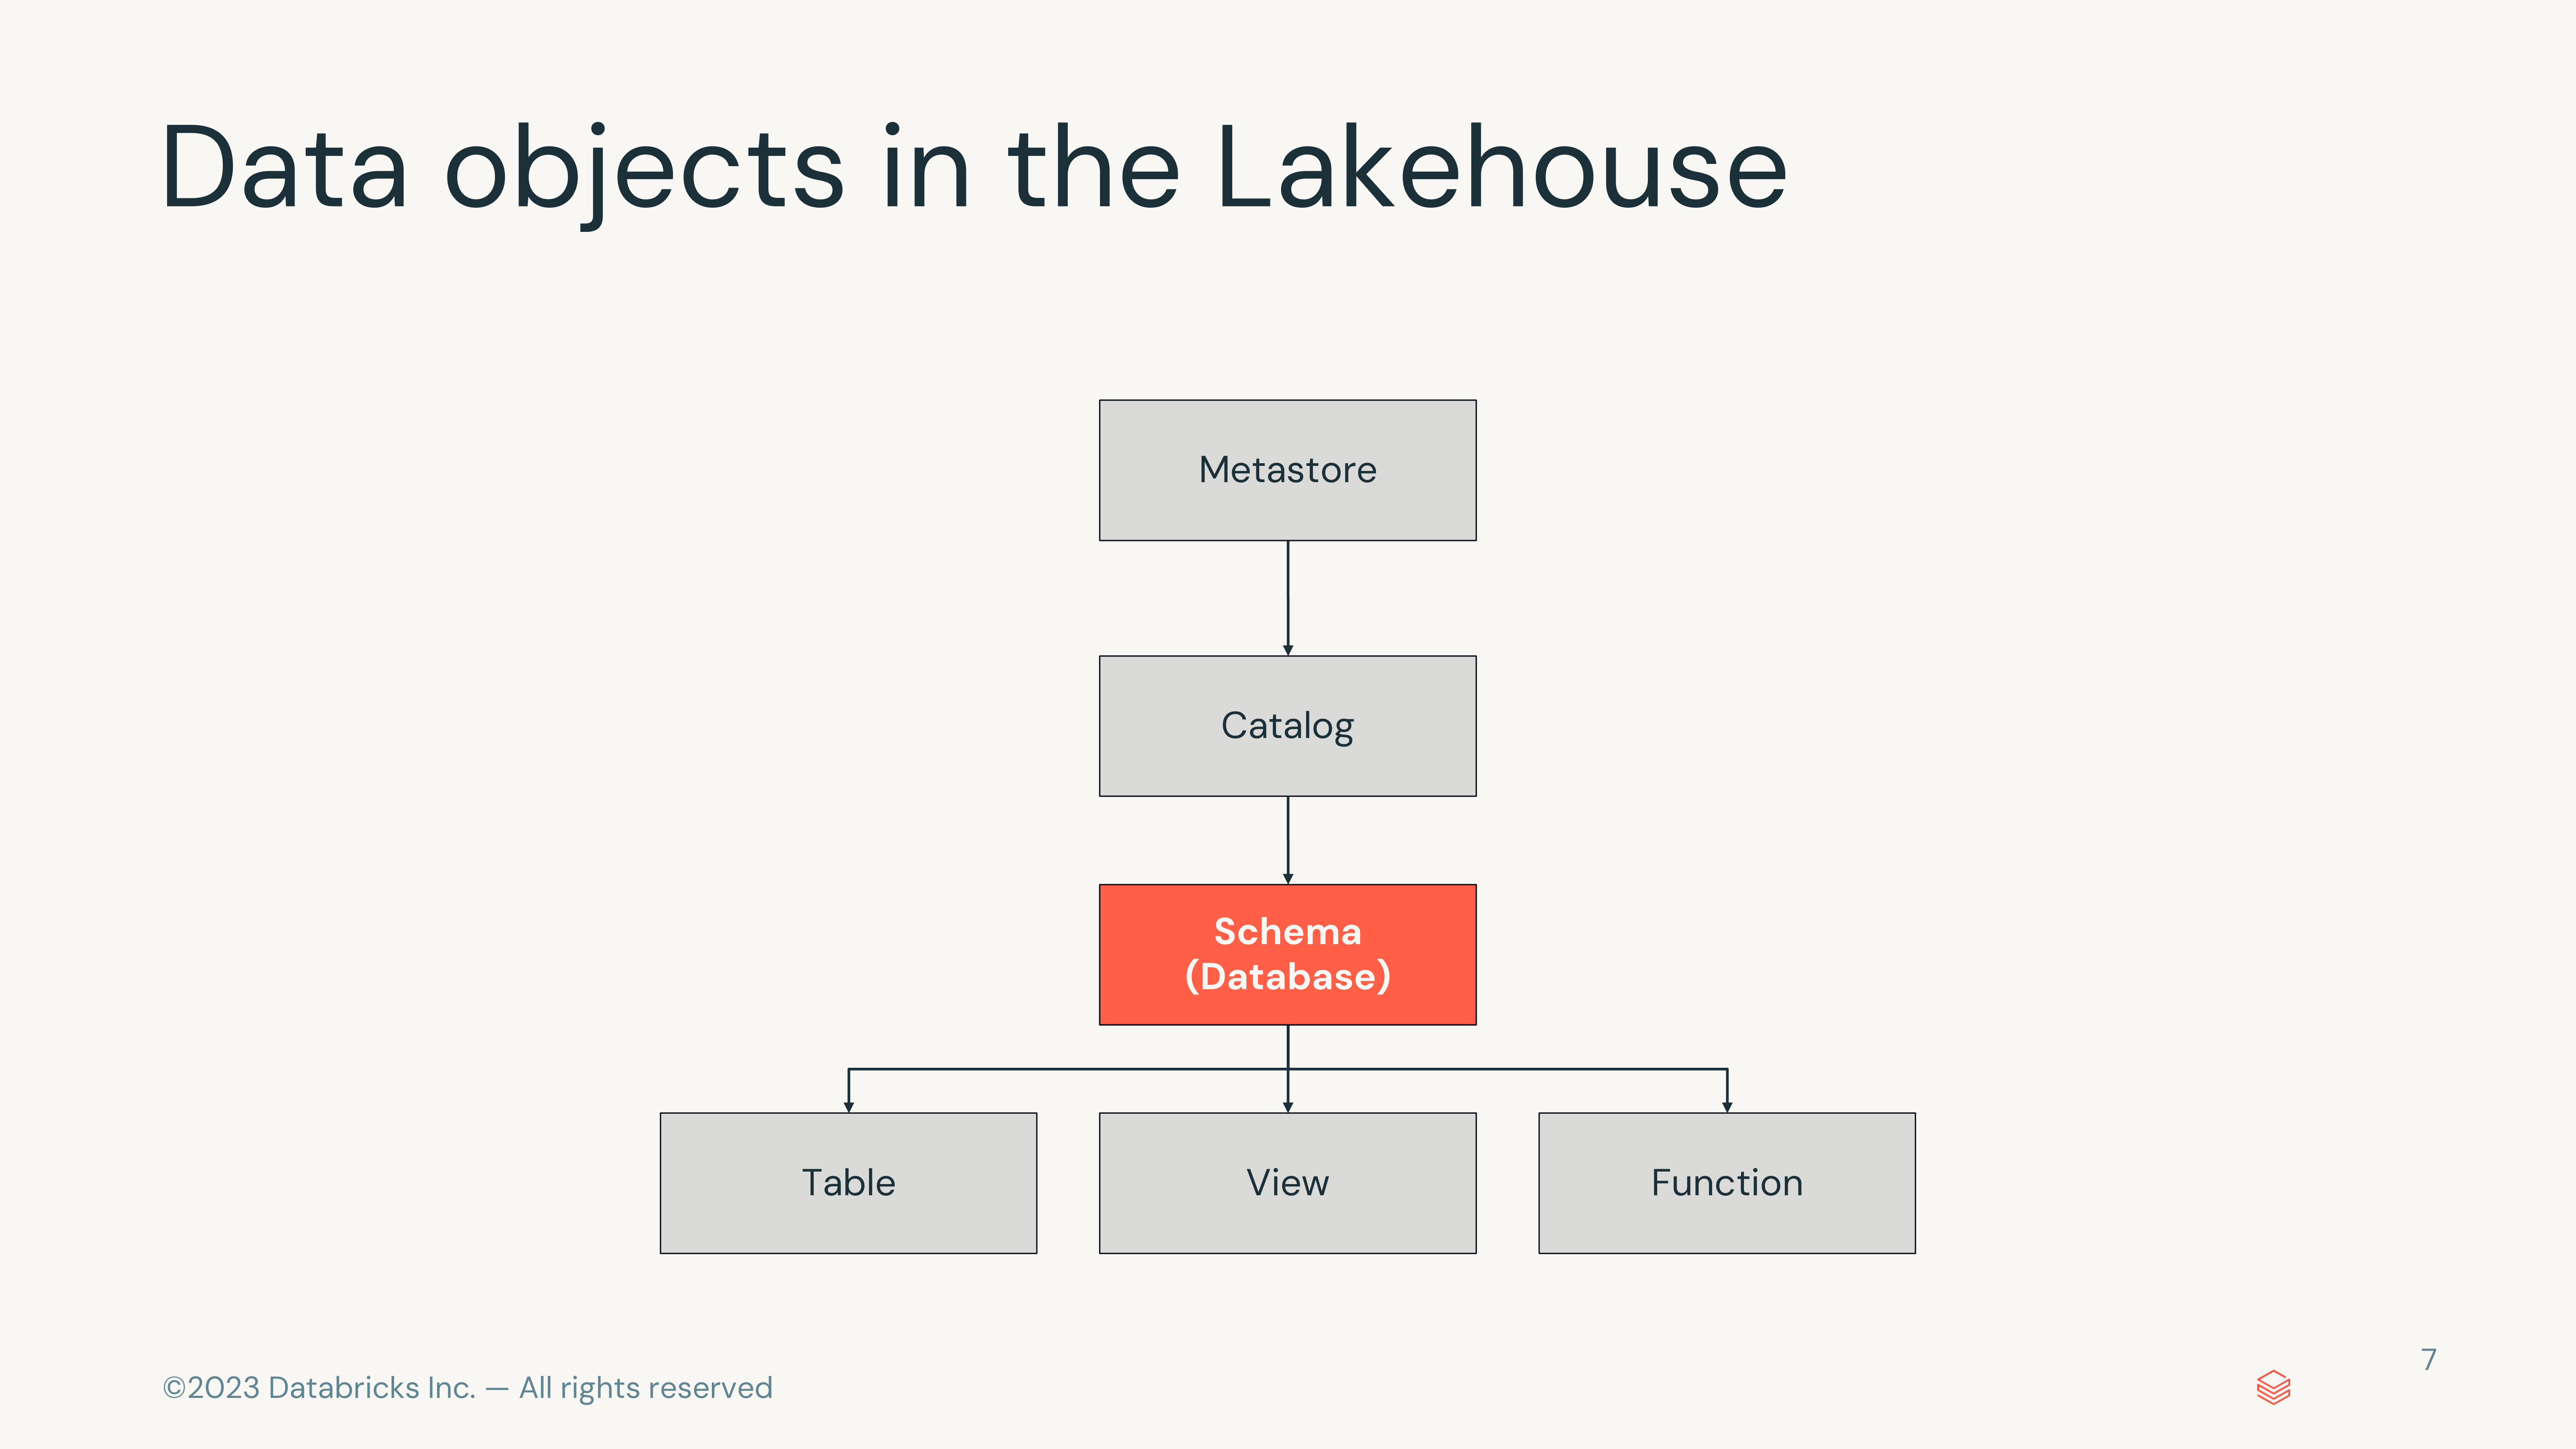 Data objects in the Lakehouse
Metastore
Catalog
Schema
(Database)
Table
View
Function
7
©2023 Databricks Inc. — All rights reserved